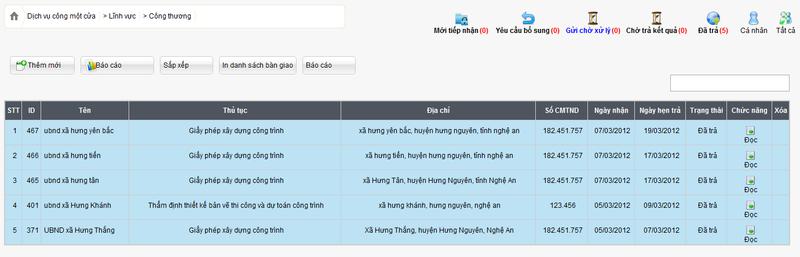 Dịch vụ công một cửa > Lĩnh vực > Công thương
Mới tiếp nhận (0) Yêu cầu bổ sung (0) Gửi chờ xử lý (0) Chờ trả kết quả (0) Đã trả (5) Cá nhân Tất cả
Thêm mới Báo cáo Sắp xếp In danh sách bàn giao Báo cáo
STT ID Tên Thủ tục Địa chỉ Số CMTND Ngày nhận Ngày hẹn trả Trạng thái Chức năng Xóa
1 467 ubnd xã hưng yên bắc Giấy phép xây dựng công trình xã hưng yên bắc, huyện hưng nguyên, tỉnh nghệ an 182.451.757 07/03/2012 19/03/2012 Đã trả Đọc
2 466 ubnd xã hưng tiến Giấy phép xây dựng công trình xã hưng tiến, huyện hưng nguyên, tỉnh nghệ an 182.451.757 07/03/2012 17/03/2012 Đã trả Đọc
3 465 ubnd xã hưng tân Giấy phép xây dựng công trình xã Hưng Tân, huyện Hưng Nguyên, tỉnh Nghệ An 182.451.757 07/03/2012 17/03/2012 Đã trả Đọc
4 401 ubnd xã Hưng Khánh Thẩm định thiết kế bản vẽ thi công và dự toán công trình xã hưng khánh, hưng nguyên, nghệ an 123.456 05/03/2012 09/03/2012 Đã trả Đọc
5 371 UBND xã Hưng Thắng Giấy phép xây dựng công trình Xã Hưng Thắng, huyện Hưng Nguyên, Nghệ An 182.451.757 05/03/2012 07/03/2012 Đã trả Đọc